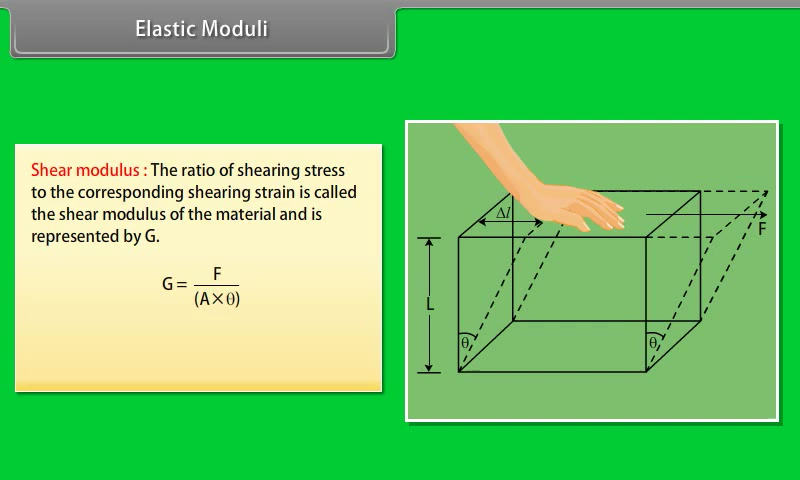 Elastic Moduli
Shear modulus : The ratio of shearing stress
to the corresponding shearing strain is called
the shear modulus of the material and is
represented by G.
G = F / (A×θ)
Δl
F
L
θ
θ